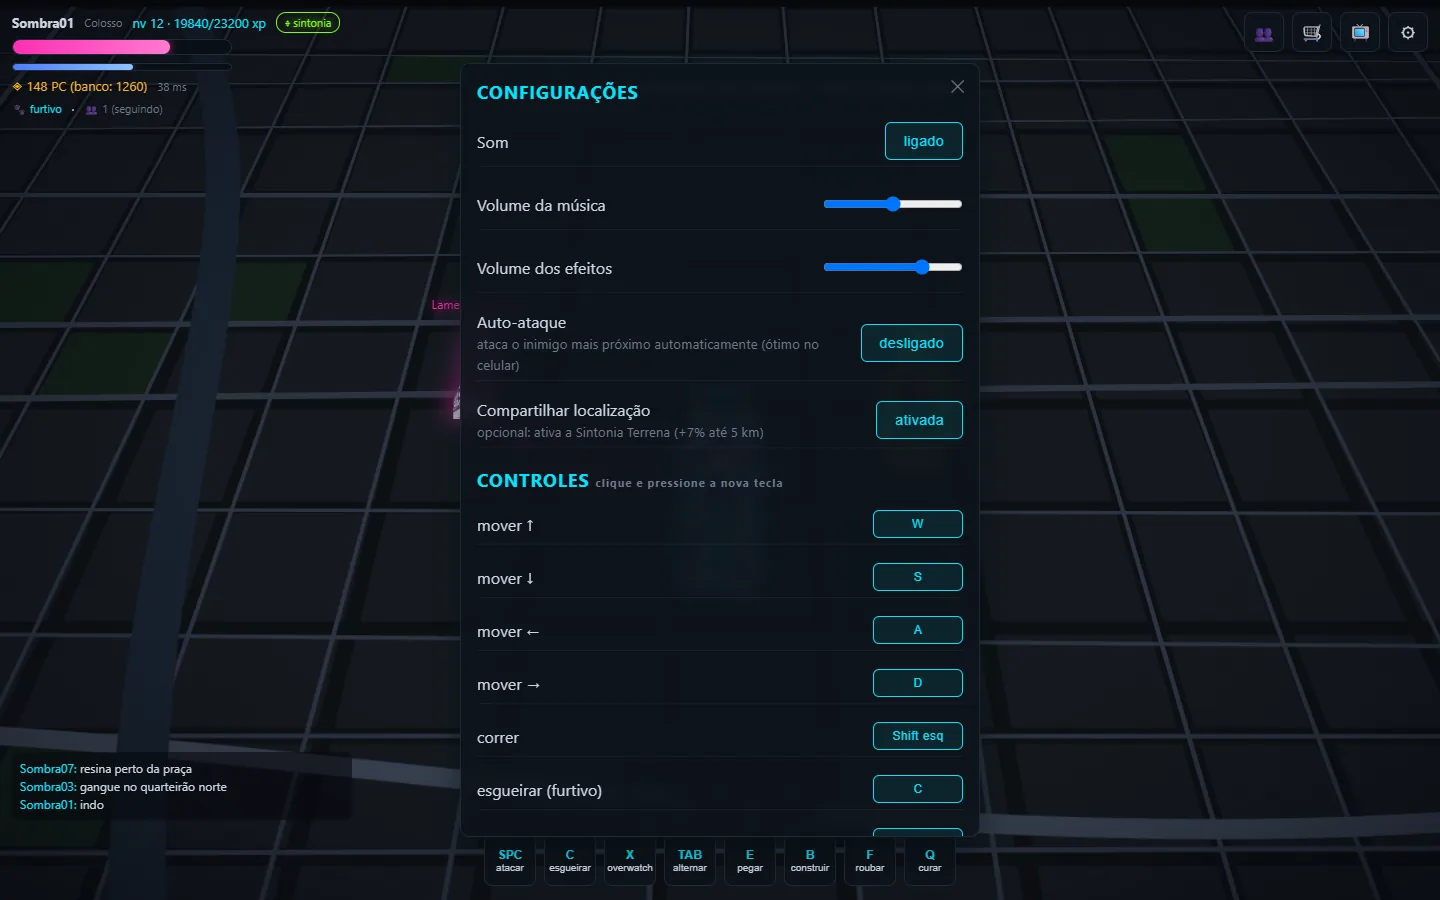 Sombra01 Colosso nv 12 · 19840/23200 xp ⌖ sintonia
◈ 148 PC (banco: 1260) 38 ms
furtivo · 1 (seguindo)
CONFIGURAÇÕES
Som ligado
Volume da música
Volume dos efeitos
Lame
Auto-ataque
ataca o inimigo mais próximo automaticamente (ótimo no
celular)
desligado
Compartilhar localização
opcional: ativa a Sintonia Terrena (+7% até 5 km)
ativada
CONTROLES clique e pressione a nova tecla
mover ↑ W
mover ↓ S
mover ← A
mover → D
correr Shift esq
esgueirar (furtivo) C
Sombra07: resina perto da praça
Sombra03: gangue no quarteirão norte
Sombra01: indo
SPC C X TAB E B F Q
atacar esgueirar overwatch alternar pegar construir roubar curar